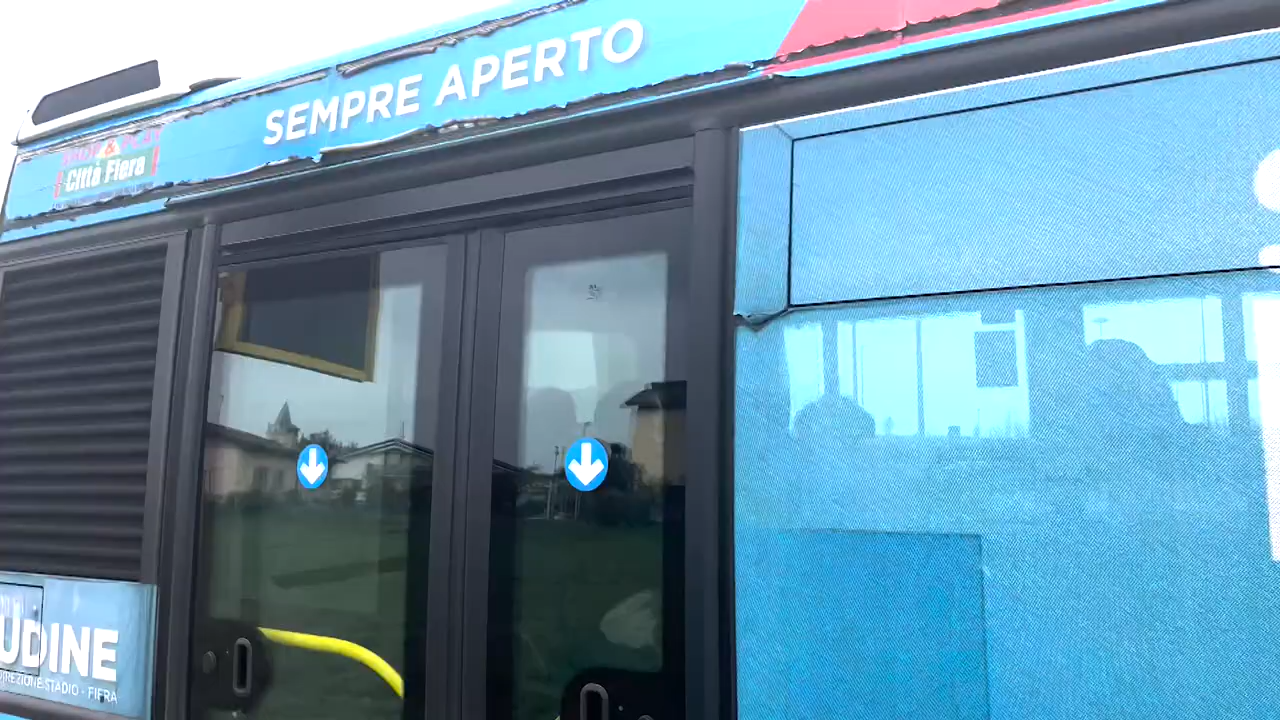 SEMPRE APERTO
Città Fiera
UDINE
DIREZIONE STADIO - FIERA